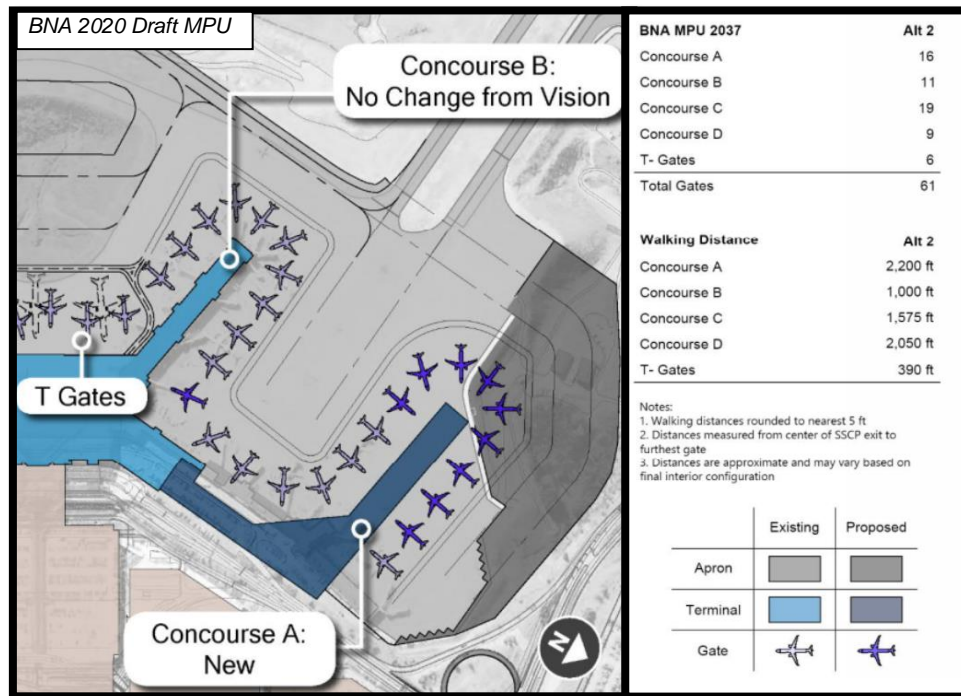 BNA 2020 Draft MPU
Concourse B:
No Change from Vision
T Gates
Concourse A:
New
N
BNA MPU 2037 Alt 2
Concourse A 16
Concourse B 11
Concourse C 19
Concourse D 9
T- Gates 6
Total Gates 61
Walking Distance Alt 2
Concourse A 2,200 ft
Concourse B 1,000 ft
Concourse C 1,575 ft
Concourse D 2,050 ft
T- Gates 390 ft
Notes:
1. Walking distances rounded to nearest 5 ft
2. Distances measured from center of SSCP exit to
furthest gate
3. Distances are approximate and may vary based on
final interior configuration
Existing Proposed
Apron
Terminal
Gate